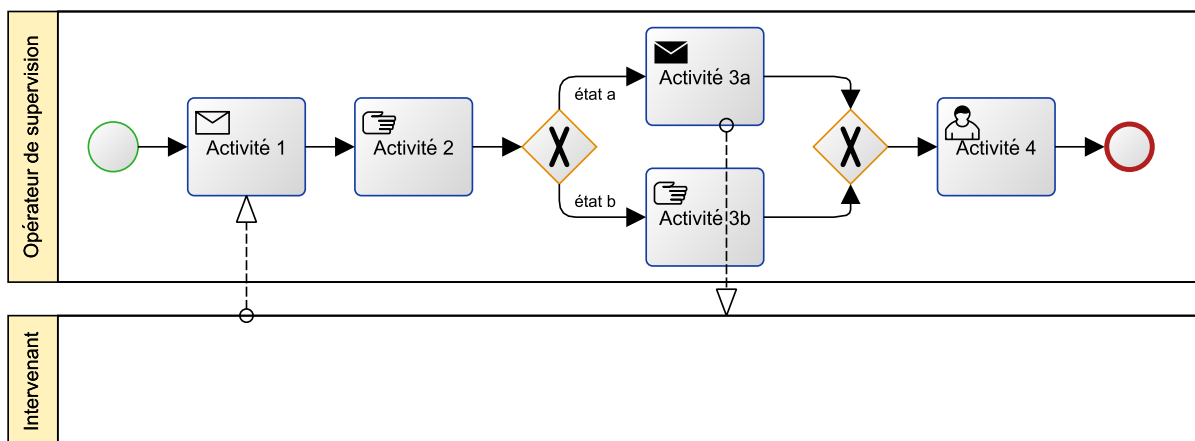 Opérateur de supervision
Activité 1
Activité 2
état a
état b
Activité 3a
Activité 3b
Activité 4
Intervenant